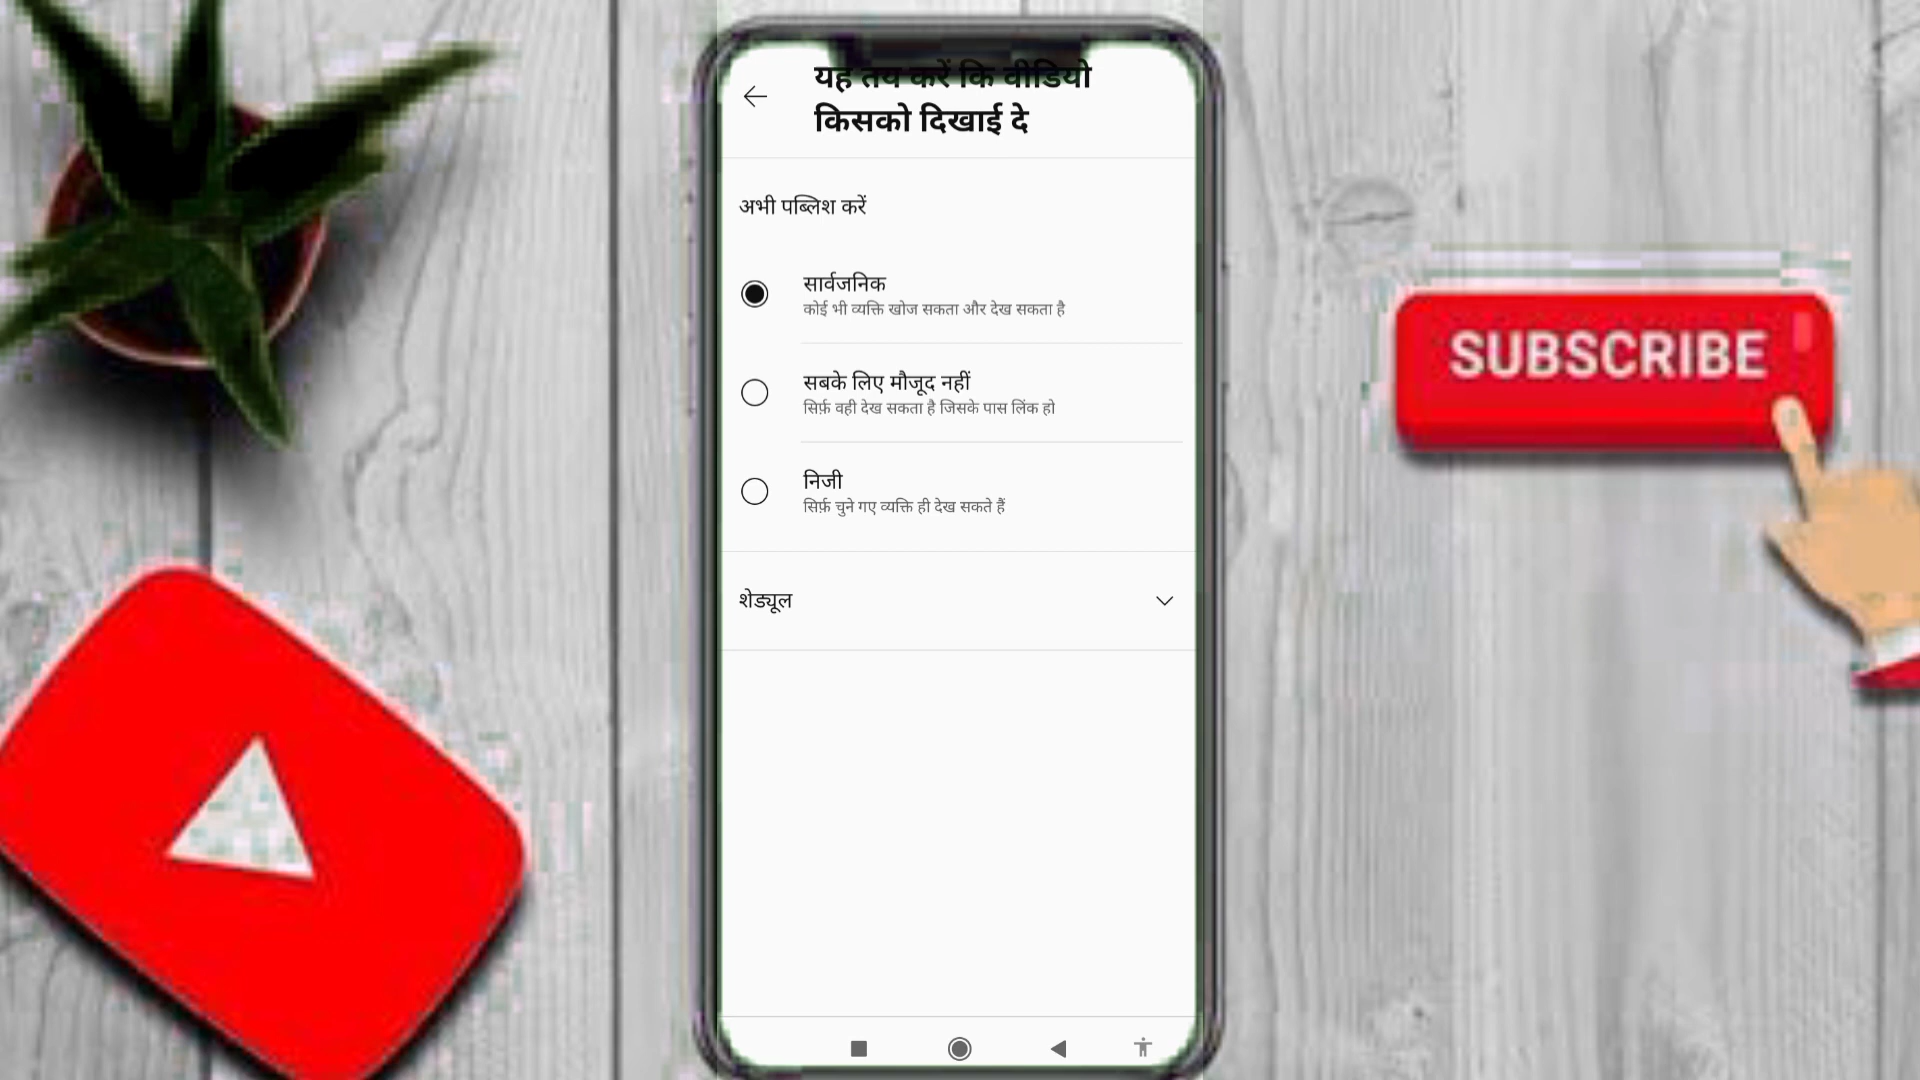 यह तय करें कि वीडियो
किसको दिखाई दे
अभी पब्लिश करें
सार्वजनिक
कोई भी व्यक्ति खोज सकता और देख सकता है
सबके लिए मौजूद नहीं
सिर्फ़ वही देख सकता है जिसके पास लिंक हो
निजी
सिर्फ़ चुने गए व्यक्ति ही देख सकते हैं
शेड्यूल
SUBSCRIBE